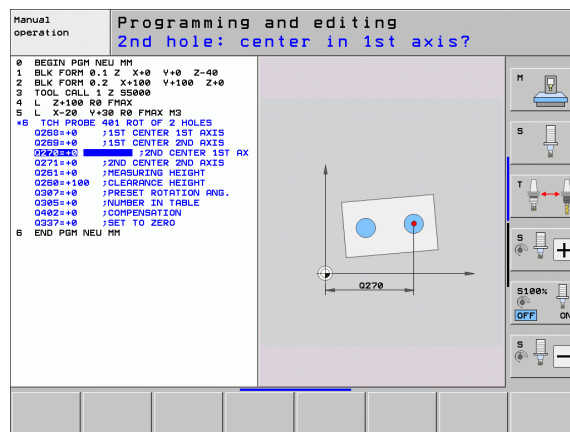 Manual
operation
Programming and editing
2nd hole: center in 1st axis?
0 BEGIN PGM NEU MM
1 BLK FORM 0.1 Z X+0 Y+0 Z-40
2 BLK FORM 0.2 X+100 Y+100 Z+0
3 TOOL CALL 1 Z S5000
4 L Z+100 R0 FMAX
5 L X-20 Y+30 R0 FMAX M3
*6 TCH PROBE 401 ROT OF 2 HOLES
Q268=+0 ;1ST CENTER 1ST AXIS
Q269=+0 ;1ST CENTER 2ND AXIS
Q270=+0 ;2ND CENTER 1ST AX
Q271=+0 ;2ND CENTER 2ND AXIS
Q261=+0 ;MEASURING HEIGHT
Q260=+100 ;CLEARANCE HEIGHT
Q307=+0 ;PRESET ROTATION ANG.
Q305=+0 ;NUMBER IN TABLE
Q402=+0 ;COMPENSATION
Q337=+0 ;SET TO ZERO
6 END PGM NEU MM
Q270
M
S
T
S
+
S100%
OFF ON
S
−